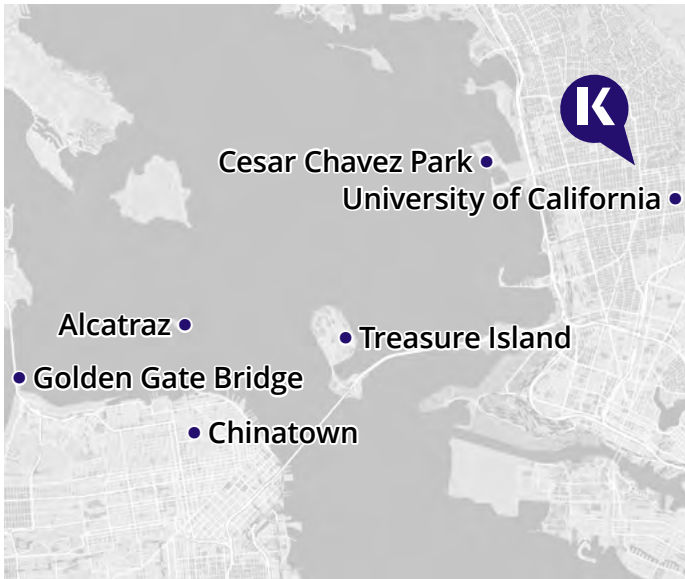 K
Cesar Chavez Park
University of California
Alcatraz
Treasure Island
Golden Gate Bridge
Chinatown